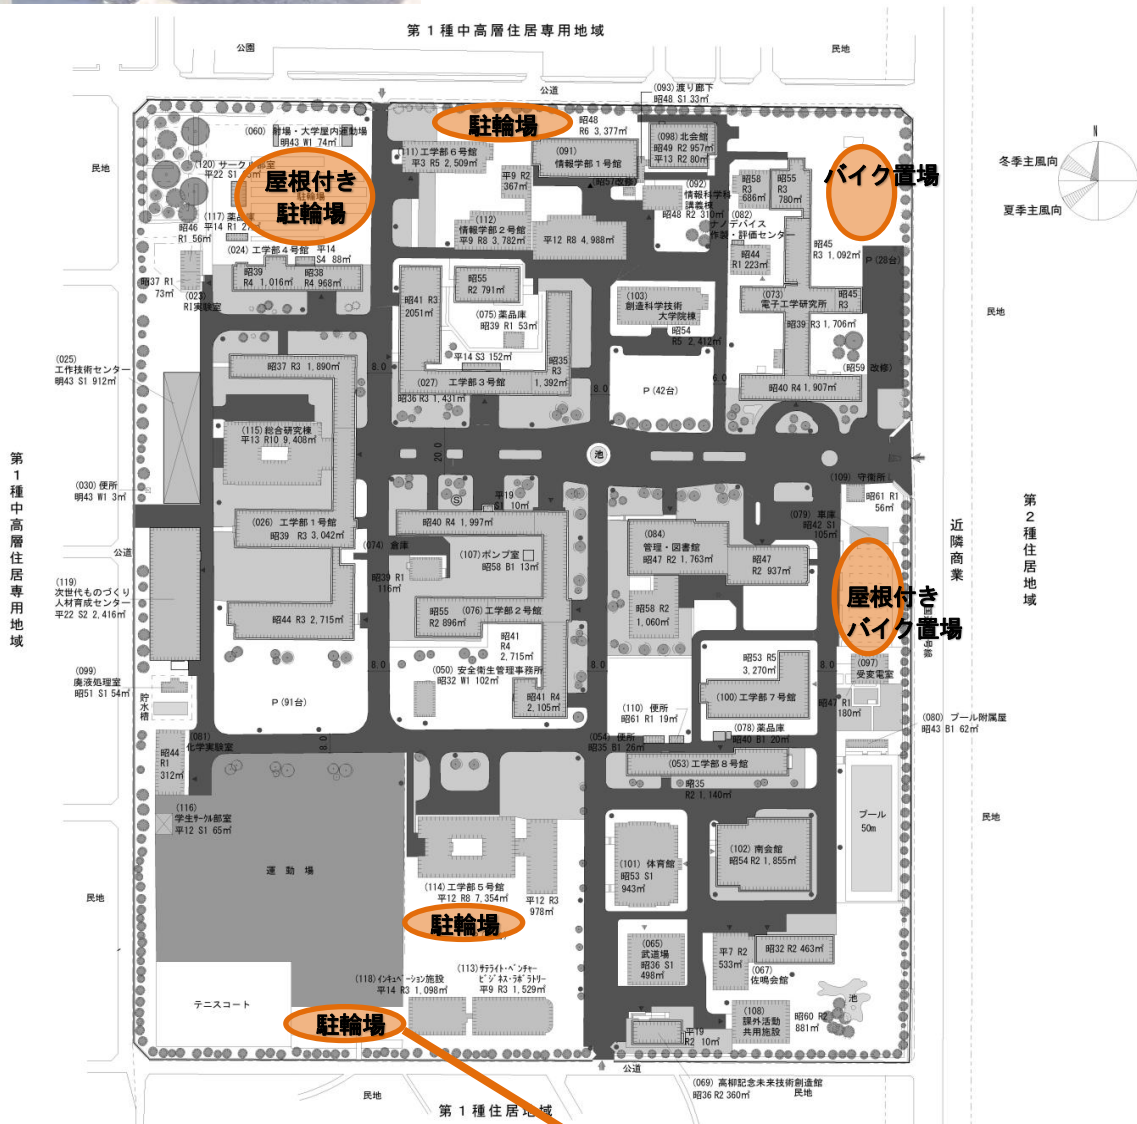 第１種中高層住居専用地域
公園
民地
公道
(093) 渡り廊下
昭48 S1 33㎡
昭48
R6 3,377㎡
駐輪場
(060) 射場・大学屋内運動場
明43 W1 74㎡
(111) 工学部６号館
平3 R5 2,509㎡
(091)
情報学部１号館
(098) 北会館
昭49 R2 957㎡
平13 R2 80㎡
民地
(120) サークル部室
平22 S
屋根付き
駐輪場
駐輪場
平9 R2
367㎡
(昭57改修)
(092)
情報科学科
講義棟
昭48 R2 310㎡
昭58
R3
686㎡
昭55
R3
780㎡
バイク置場
N
冬季主風向
夏季主風向
(117) 薬品庫
平14 R1 2
昭46
R1 56㎡
(112)
情報学部２号館
平9 R8 3,782㎡
平12 R8 4,988㎡
(082)
ナノデバイス
作製・評価センター
(024) 工学部４号館
平14
S4 88㎡
昭39
R4 1,016㎡
昭38
R4 968㎡
昭37 R1
73㎡
(023)
R1実験室
昭44
R1 223㎡
昭45
R3 1,092㎡
P (28台)
昭41 R3
2051㎡
昭55
R2 791㎡
(075) 薬品庫
昭39 R1 53㎡
(103)
創造科学技術
大学院棟
昭54
R5 2,412㎡
(073)
電子工学研究所
昭45
R3
昭39 R3 1,706㎡
民地
(025)
工作技術センター
明43 S1 912㎡
昭37 R3 1,890㎡
8.0
平14 S3 152㎡
昭35
R3
1,392㎡
(027) 工学部３号館
昭36 R3 1,431㎡
8.0
P (42台)
6.0
(昭59 改修)
昭40 R4 1,907㎡
(115) 総合研究棟
平13 R10 9,408㎡
20.0
池
第１種中高層住居専用地域
(030) 便所
明43 W1 3㎡
S
平19
S1 10㎡
(109) 守衛所
昭61 R1
56㎡
(079) 車庫
昭42 S1
105㎡
近隣商業
第２種住居地域
(026) 工学部１号館
昭39 R3 3,042㎡
昭40 R4 1,997㎡
(074) 倉庫
昭39 R1
116㎡
(107) ポンプ室
昭58 B1 13㎡
(084)
管理・図書館
昭47 R2 1,763㎡
昭47
R2 937㎡
公道
(119)
次世代ものづくり
人材育成センター
平22 S2 2,416㎡
昭44 R3 2,715㎡
昭55
R2 896㎡
(076) 工学部２号館
昭41
R4
2,715㎡
昭58 R2
1,060㎡
屋根付き
バイク置場
(099)
廃液処理室
昭51 S1 54㎡
8.0
(050) 安全衛生管理事務所
昭32 W1 102㎡
昭41 R4
2,105㎡
8.0
昭53 R5
3,270㎡
8.0
(097)
受変電室
昭47 R1
180㎡
貯水槽
P (91台)
(100) 工学部７号館
(110) 便所
昭61 R1 19㎡
(078) 薬品庫
昭40 B1 20㎡
(080) プール附属屋
昭43 B1 62㎡
(081)
化学実験室
昭44
R1
312㎡
8.0
(054) 便所
昭35 B1 26㎡
(053) 工学部８号館
昭35
R2 1,140㎡
(116)
学生サークル部室
平12 S1 65㎡
プール
50m
民地
運 動 場
(114) 工学部５号館
平12 R8 7,354㎡
平12 R3
978㎡
(101) 体育館
昭53 S1
943㎡
(102) 南会館
昭54 R2 1,855㎡
民地
駐輪場
(065)
武道場
昭36 S1
498㎡
平7 R2
533㎡
昭32 R2 463㎡
(067)
佐鳴会館
テニスコート
(118) インキュベーション施設
平14 R3 1,098㎡
(113) サテライト・ベンチャー
ビジネス・ラボラトリー
平9 R3 1,529㎡
池
(108)
課外活動
共用施設
昭60 R2
881㎡
駐輪場
平19
R2 10㎡
公道
(069) 高柳記念未来技術創造館
昭36 R2 360㎡
民地
民地
第１種住居地域